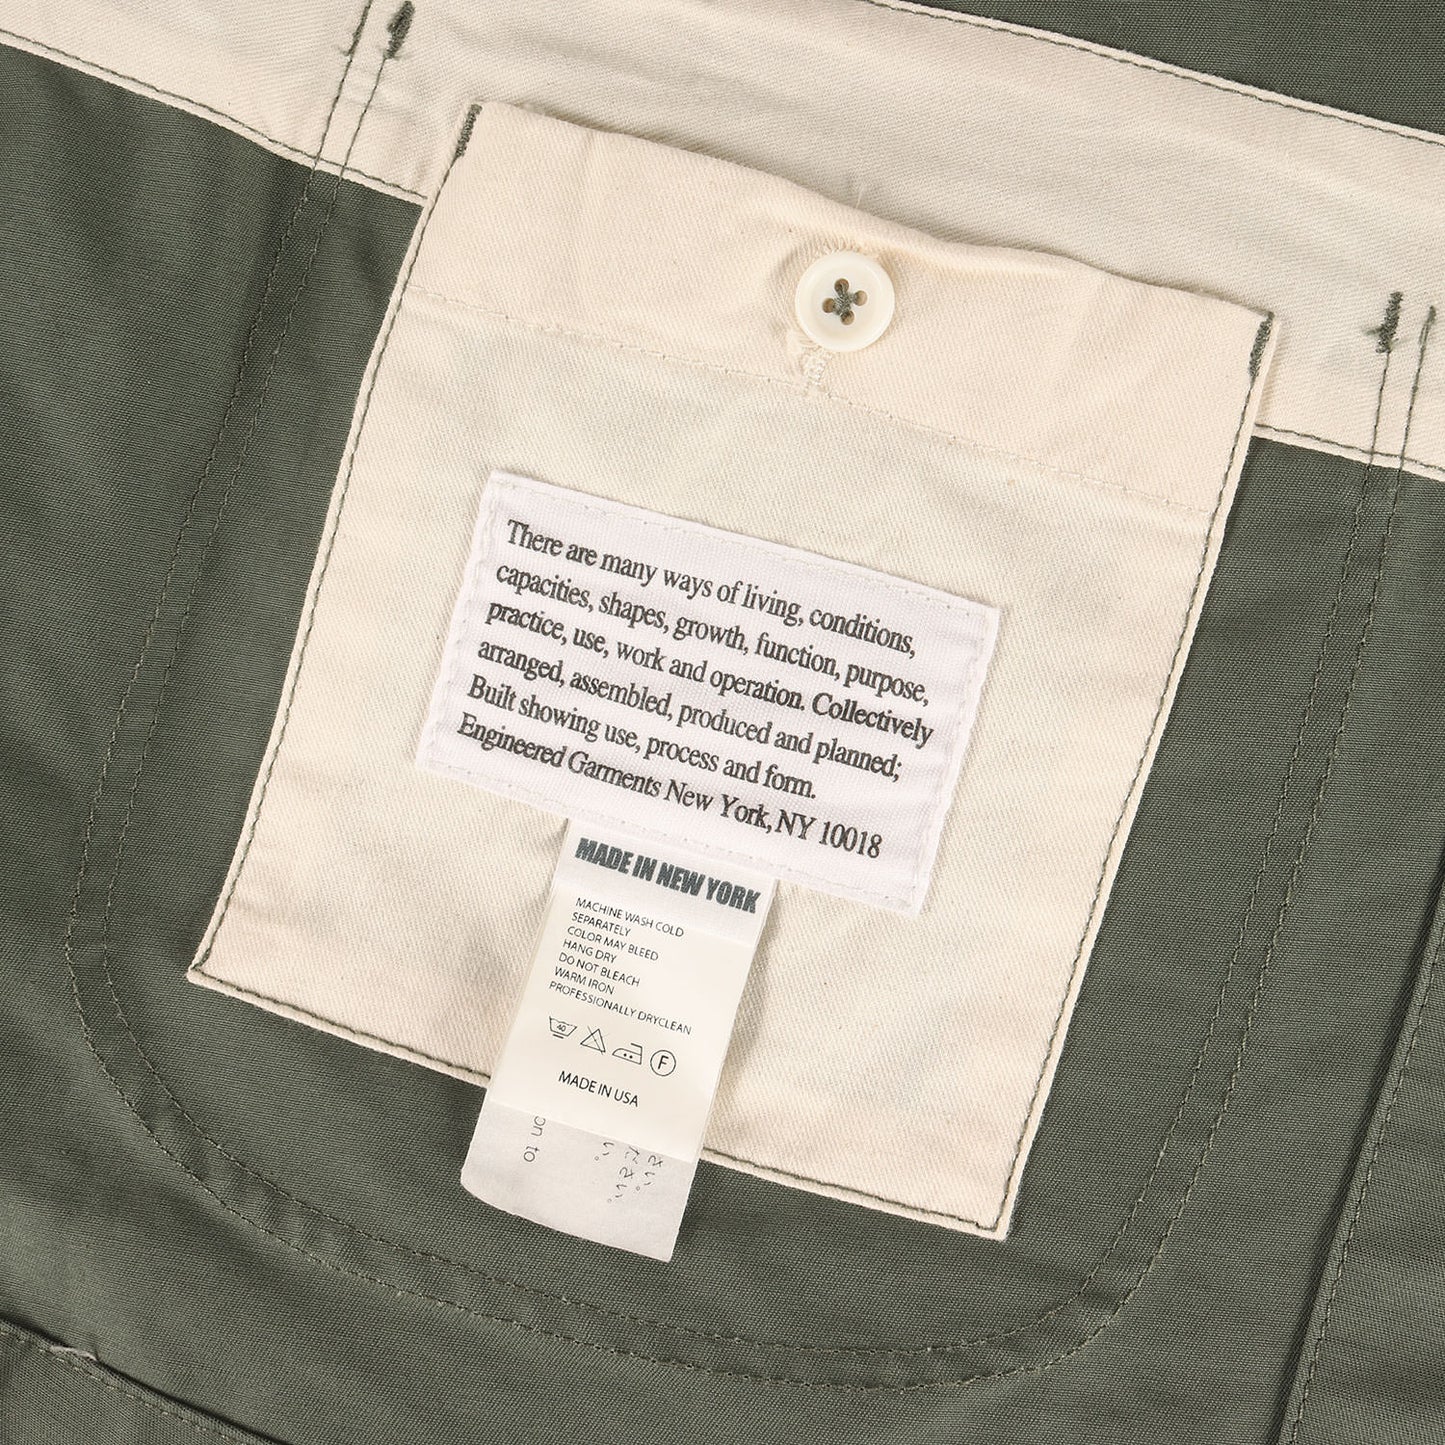 There are many ways of living, conditions,
capacities, shapes, growth, function, purpose,
practice, use, work and operation. Collectively
arranged, assembled, produced and planned;
Built showing use, process and form.
Engineered Garments New York, NY 10018
MADE IN NEW YORK
MACHINE WASH COLD
SEPARATELY
COLOR MAY BLEED
HANG DRY
DO NOT BLEACH
WARM IRON
PROFESSIONALLY DRYCLEAN
40
F
MADE IN USA
on to